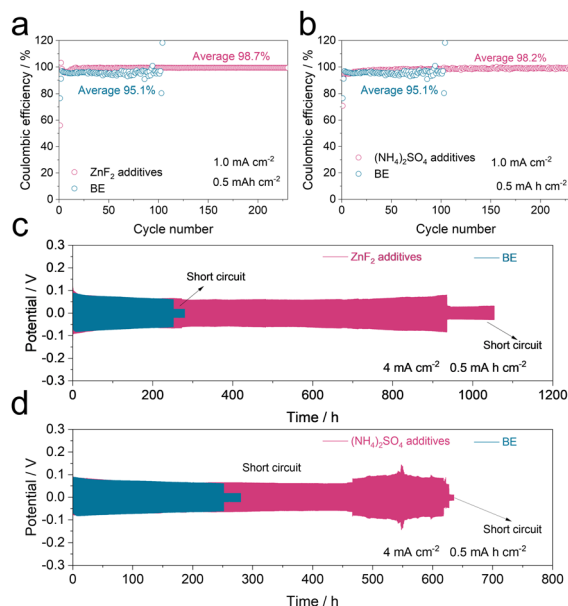 a
120
100
80
60
40
20
0
0 50 100 150 200
Coulombic efficiency / %
Cycle number
Average 98.7%
Average 95.1%
1.0 mA cm⁻²
ZnF₂ additives
BE
0.5 mAh cm⁻²
b
120
100
80
60
40
20
0
0 50 100 150 200
Coulombic efficiency / %
Cycle number
Average 98.2%
Average 95.1%
(NH₄)₂SO₄ additives
1.0 mA cm⁻²
BE
0.5 mA h cm⁻²
c
0.3
0.2
0.1
0.0
-0.1
-0.2
-0.3
Potential / V
ZnF₂ additives
BE
Short circuit
Short circuit
4 mA cm⁻² 0.5 mA h cm⁻²
0 200 400 600 800 1000 1200
Time / h
d
0.3
0.2
0.1
0.0
-0.1
-0.2
-0.3
Potential / V
(NH₄)₂SO₄ additives
BE
Short circuit
Short circuit
4 mA cm⁻² 0.5 mA h cm⁻²
0 100 200 300 400 500 600 700 800
Time / h